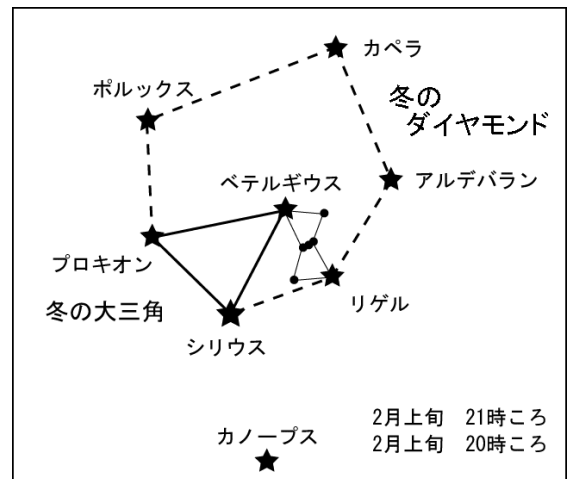 カペラ
ポルックス
冬の
ダイヤモンド
ベテルギウス
アルデバラン
プロキオン
リゲル
冬の大三角
シリウス
2月上旬 21時ころ
2月上旬 20時ころ
カノープス